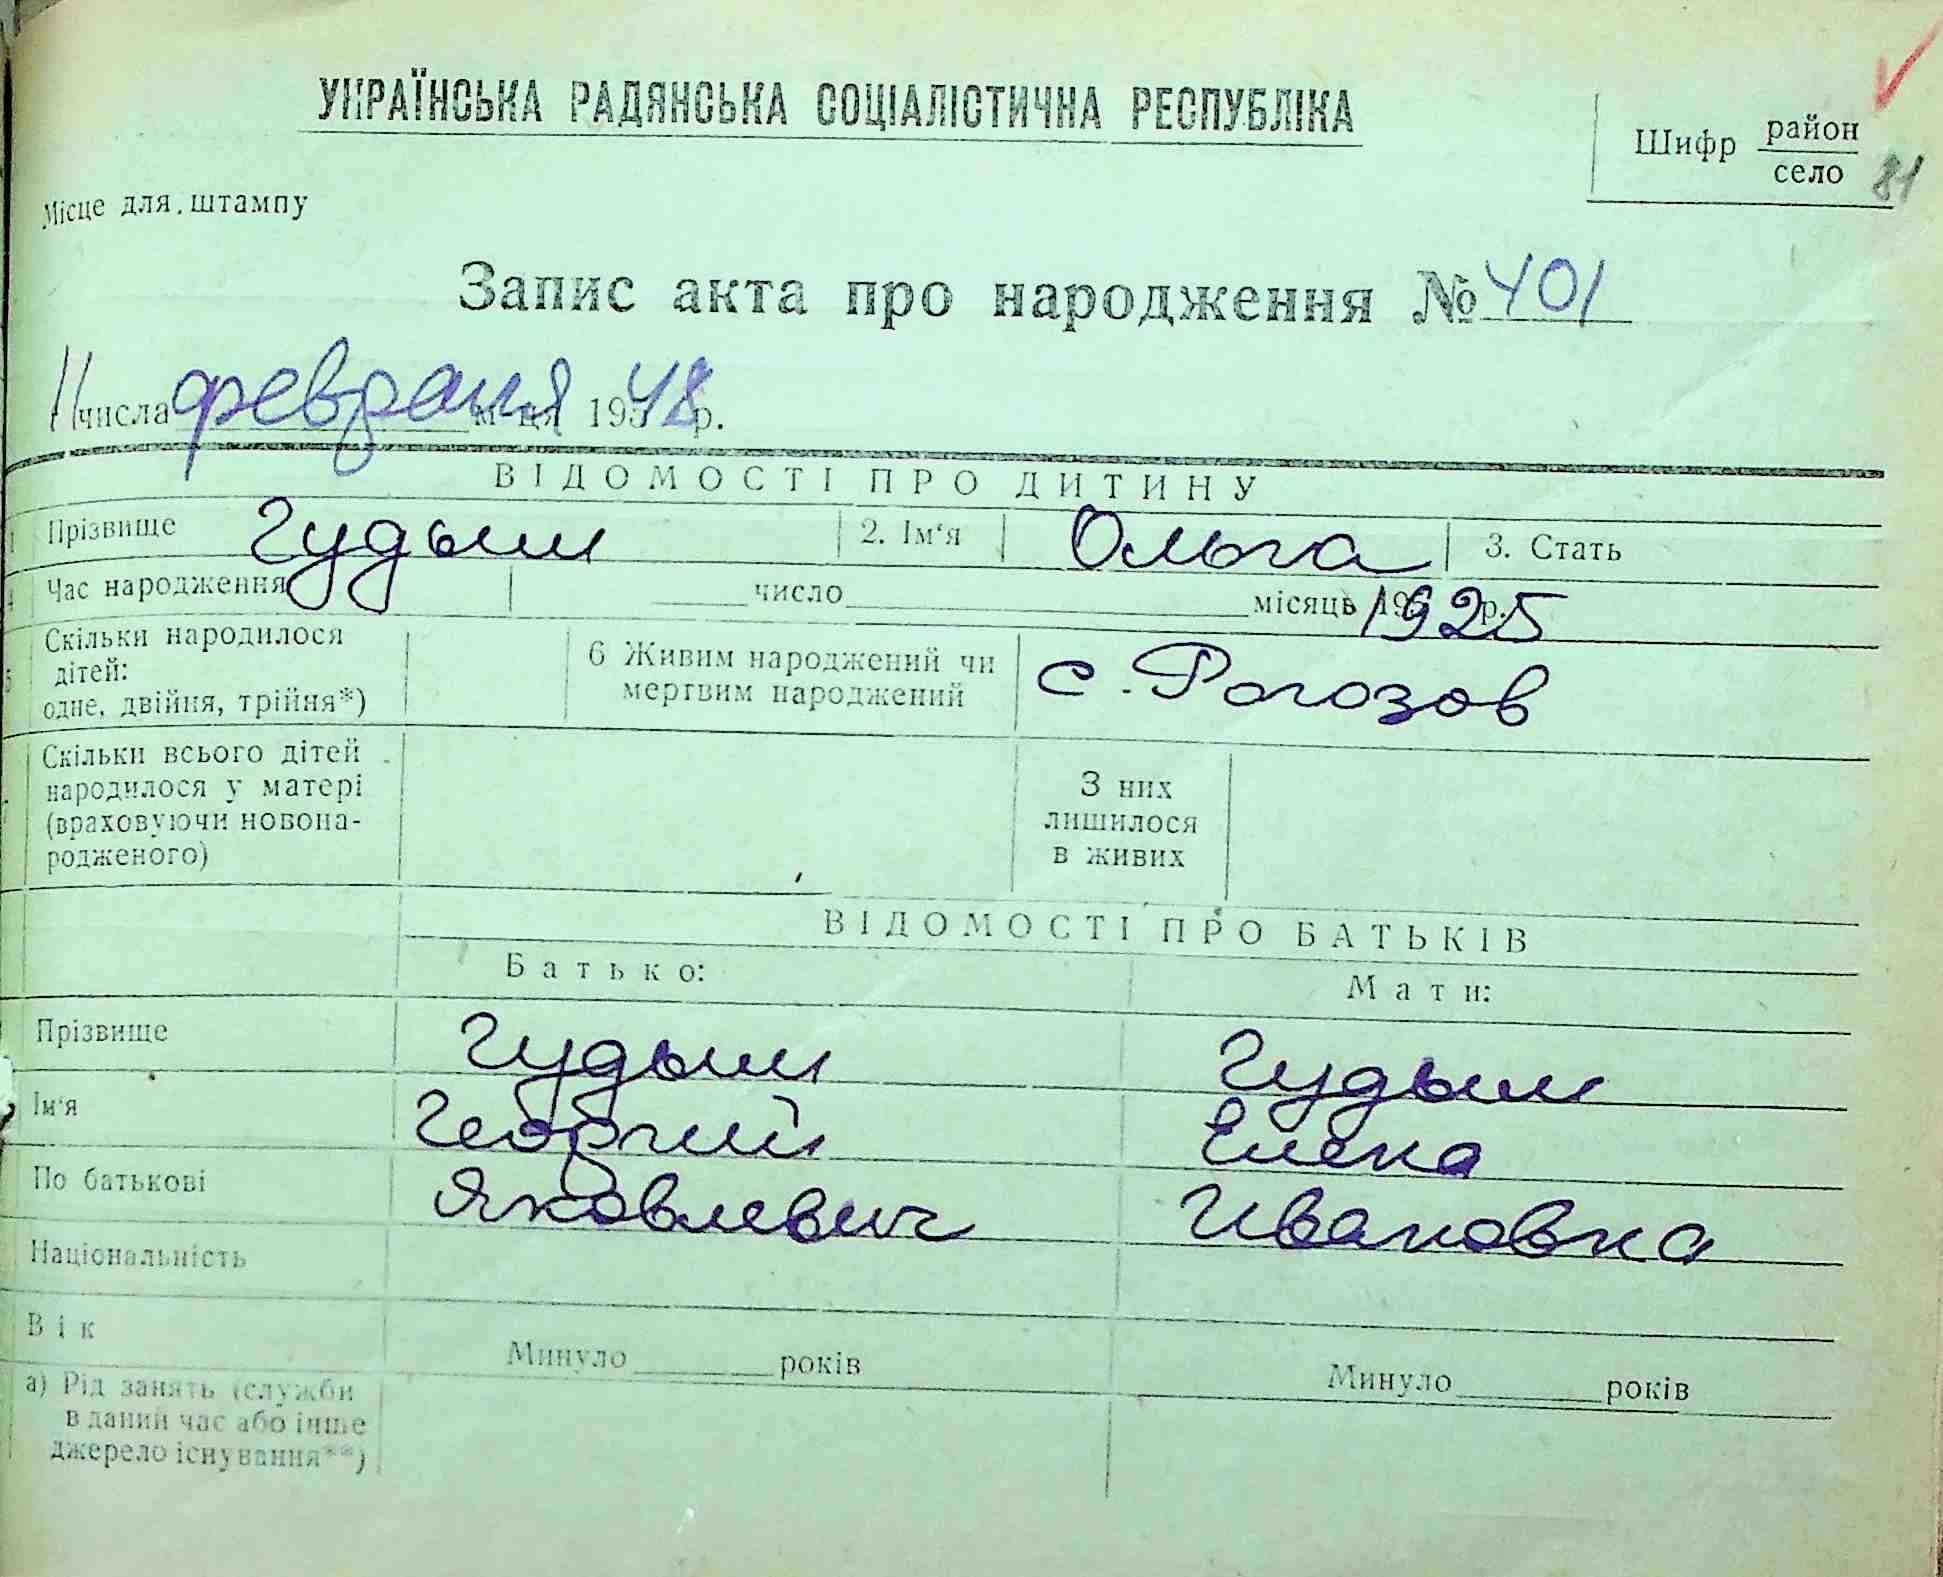 УКРАЇНСЬКА РАДЯНСЬКА СОЦІАЛІСТИЧНА РЕСПУБЛІКА
Шифр район
село 81
Місце для штампу
Запис акта про народження № 401
11 числа февраля м-ця 1948 р.
ВІДОМОСТІ ПРО ДИТИНУ
1 Прізвище Гудым 2. Ім'я Ольга 3. Стать
4 Час народження число місяць 1925 р.
5 Скільки народилося дітей: одне, двійня, трійня*) 6 Живим народжений чи мертвим народжений с. Рогозов
Скільки всього дітей народилося у матері (враховуючи новонародженого) З них лишилося в живих
ВІДОМОСТІ ПРО БАТЬКІВ
Батько: Мати:
Прізвище Гудым Гудым
Ім'я Георгий Елена
По батькові Яковлевич Ивановна
Національність
Вік Минуло років Минуло років
а) Рід занять (служби в даний час або інше джерело існування**)